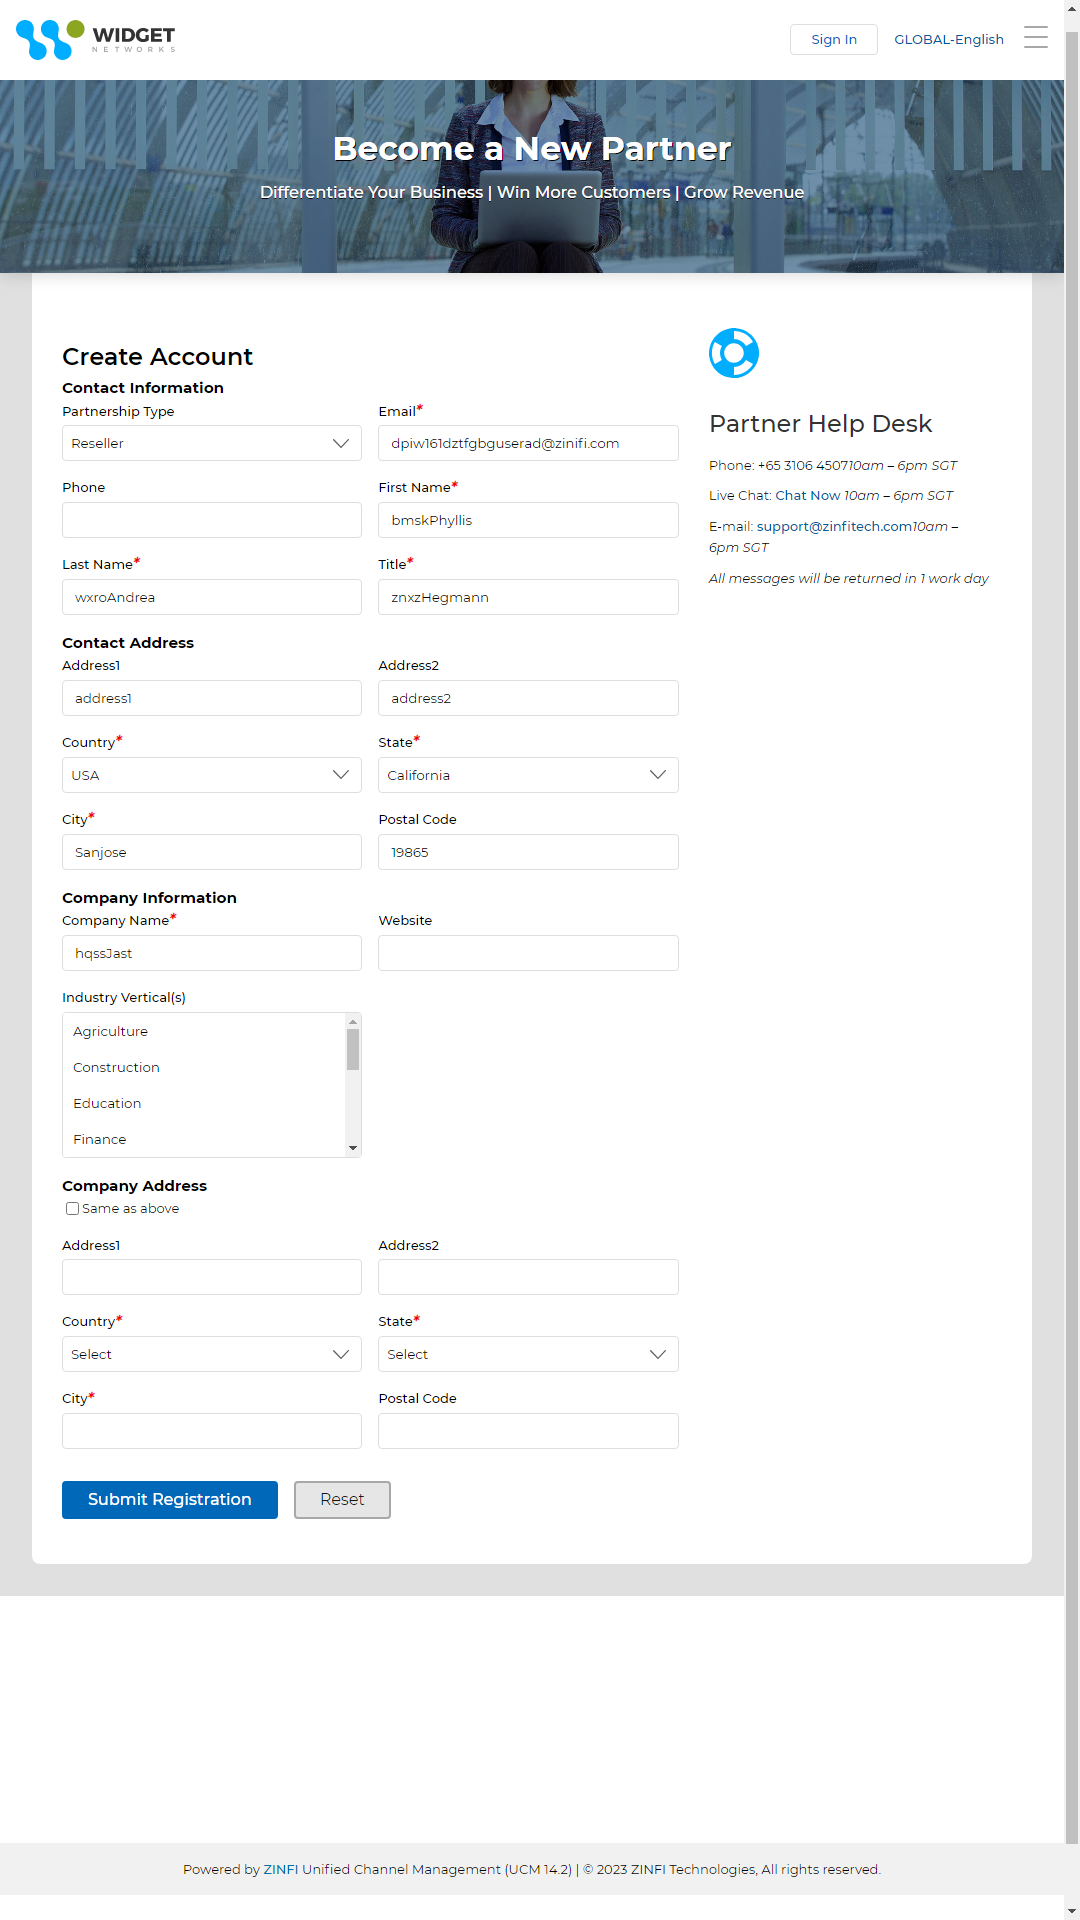 WIDGET
NETWORKS
Sign In
GLOBAL-English
Become a New Partner
Differentiate Your Business | Win More Customers | Grow Revenue
Create Account
Contact Information
Partnership Type
Email*
Reseller
dpiw161dztfgbguserad@zinifi.com
Phone
First Name*
bmskPhyllis
Last Name*
Title*
wxroAndrea
znxzHegmann
Contact Address
Address1
Address2
address1
address2
Country*
State*
USA
California
City*
Postal Code
Sanjose
19865
Company Information
Company Name*
Website
hqssJast
Industry Vertical(s)
Agriculture
Construction
Education
Finance
Company Address
Same as above
Address1
Address2
Country*
State*
Select
Select
City*
Postal Code
Submit Registration
Reset
Partner Help Desk
Phone: +65 3106 450710am – 6pm SGT
Live Chat: Chat Now 10am – 6pm SGT
E-mail: support@zinfitech.com10am –
6pm SGT
All messages will be returned in 1 work day
Powered by ZINFI Unified Channel Management (UCM 14.2) | © 2023 ZINFI Technologies, All rights reserved.